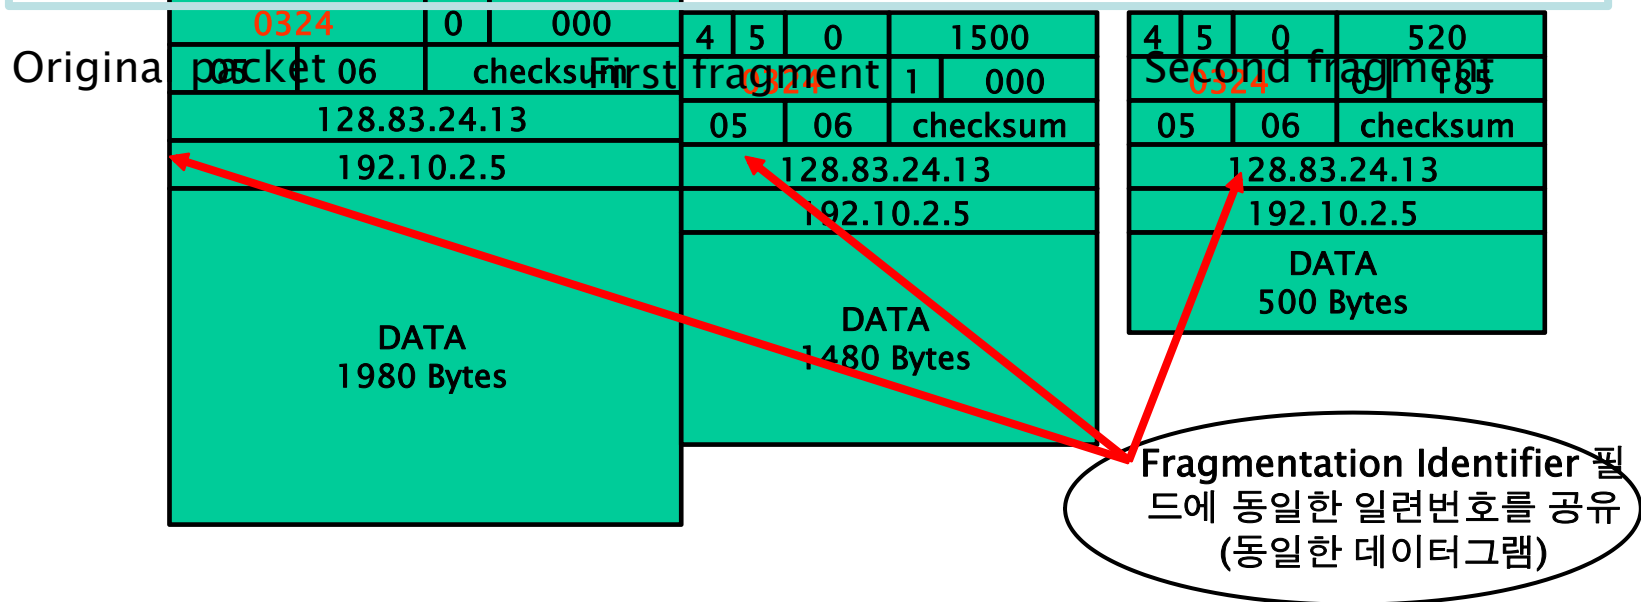 0324 0 000
05 06 checksum
128.83.24.13
192.10.2.5
DATA
1980 Bytes
Original packet
4 5 0 1500
0324 1 000
05 06 checksum
128.83.24.13
192.10.2.5
DATA
1480 Bytes
First fragment
4 5 0 520
0324 0 185
05 06 checksum
128.83.24.13
192.10.2.5
DATA
500 Bytes
Second fragment
Fragmentation Identifier 필
드에 동일한 일련번호를 공유
(동일한 데이터그램)